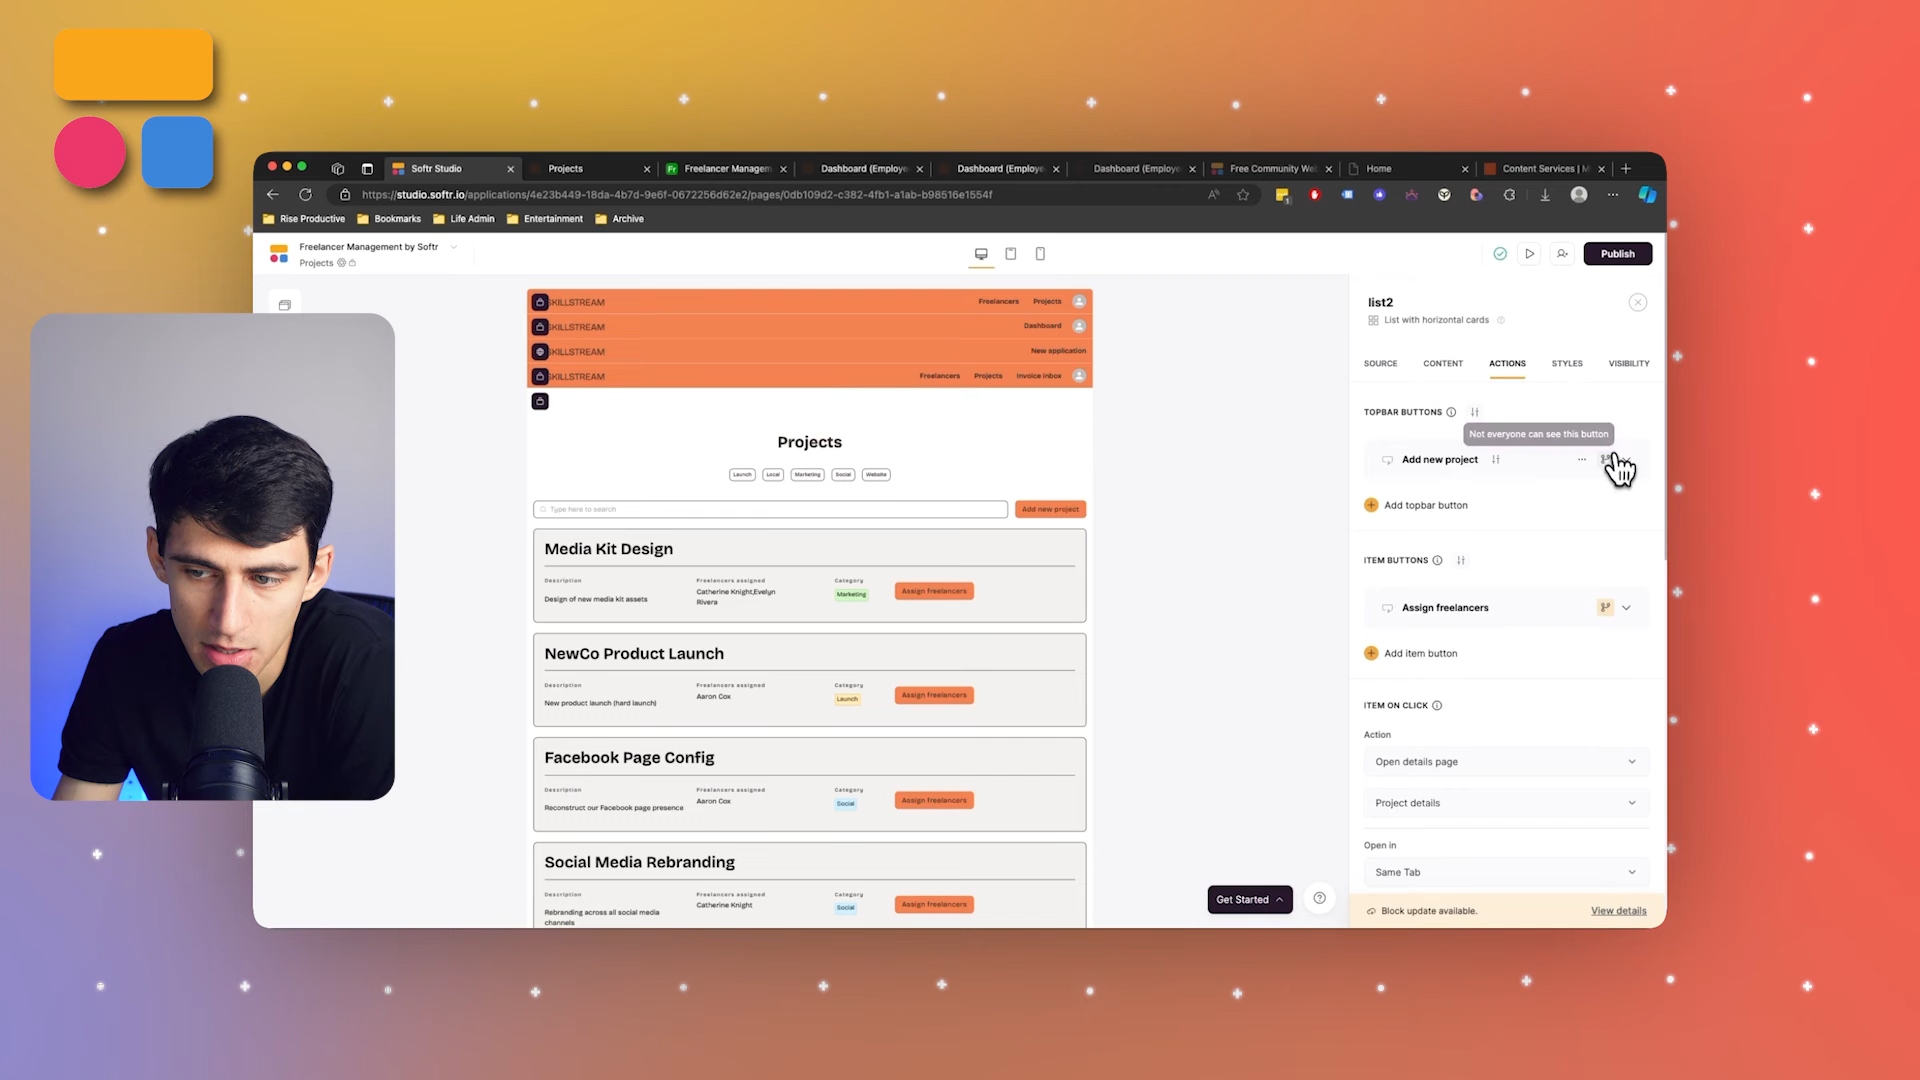 Softr Studio
Projects
Freelancer Managem
Dashboard (Employe
Dashboard (Employe
Dashboard (Employe
Free Community We
Home
Content Services | M
https://studio.softr.io/applications/4e23b449-18da-4b7d-9e6f-0672256d62e2/pages/0db109d2-c382-4fb1-a1ab-b98516e1554f
Rise Productive
Bookmarks
Life Admin
Entertainment
Archive
Freelancer Management by Softr
Projects
Publish
SKILLSTREAM
Freelancers
Projects
SKILLSTREAM
Dashboard
SKILLSTREAM
New application
SKILLSTREAM
Freelancers
Projects
Invoice inbox
Projects
Launch
Local
Marketing
Social
Website
Type here to search
Add new project
Media Kit Design
Description
Freelancers assigned
Category
Design of new media kit assets
Catherine Knight,Evelyn
Rivera
Marketing
Assign freelancers
NewCo Product Launch
Description
Freelancers assigned
Category
New product launch (hard launch)
Aaron Cox
Launch
Assign freelancers
Facebook Page Config
Description
Freelancers assigned
Category
Reconstruct our Facebook page presence
Aaron Cox
Social
Assign freelancers
Social Media Rebranding
Description
Freelancers assigned
Category
Rebranding across all social media
channels
Catherine Knight
Social
Assign freelancers
Get Started
list2
List with horizontal cards
SOURCE
CONTENT
ACTIONS
STYLES
VISIBILITY
TOPBAR BUTTONS
Not everyone can see this button
Add new project
Add topbar button
ITEM BUTTONS
Assign freelancers
Add item button
ITEM ON CLICK
Action
Open details page
Project details
Open in
Same Tab
Block update available.
View details